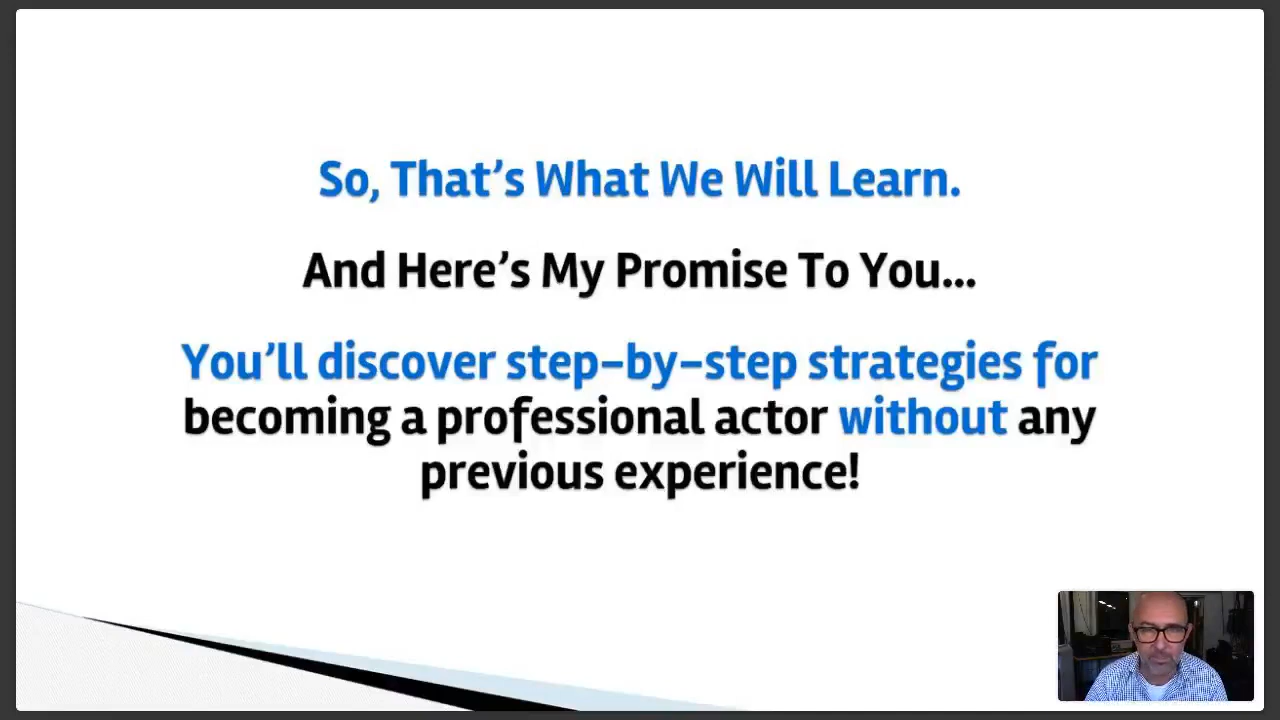 So, That’s What We Will Learn.
And Here’s My Promise To You...
You’ll discover step-by-step strategies for
becoming a professional actor without any
previous experience!